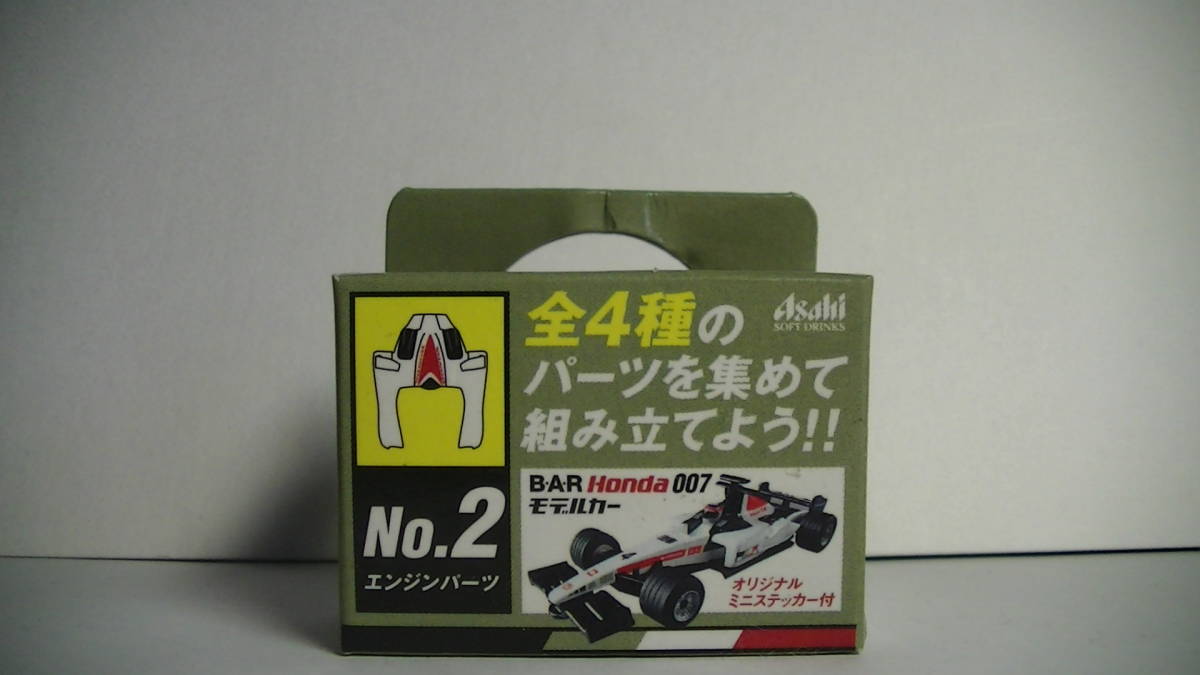 全4種の
パーツを集めて
組み立てよう!!
Asahi
SOFT DRINKS
No.2
エンジンパーツ
B·A·R Honda 007
モデルカー
オリジナル
ミニステッカー付